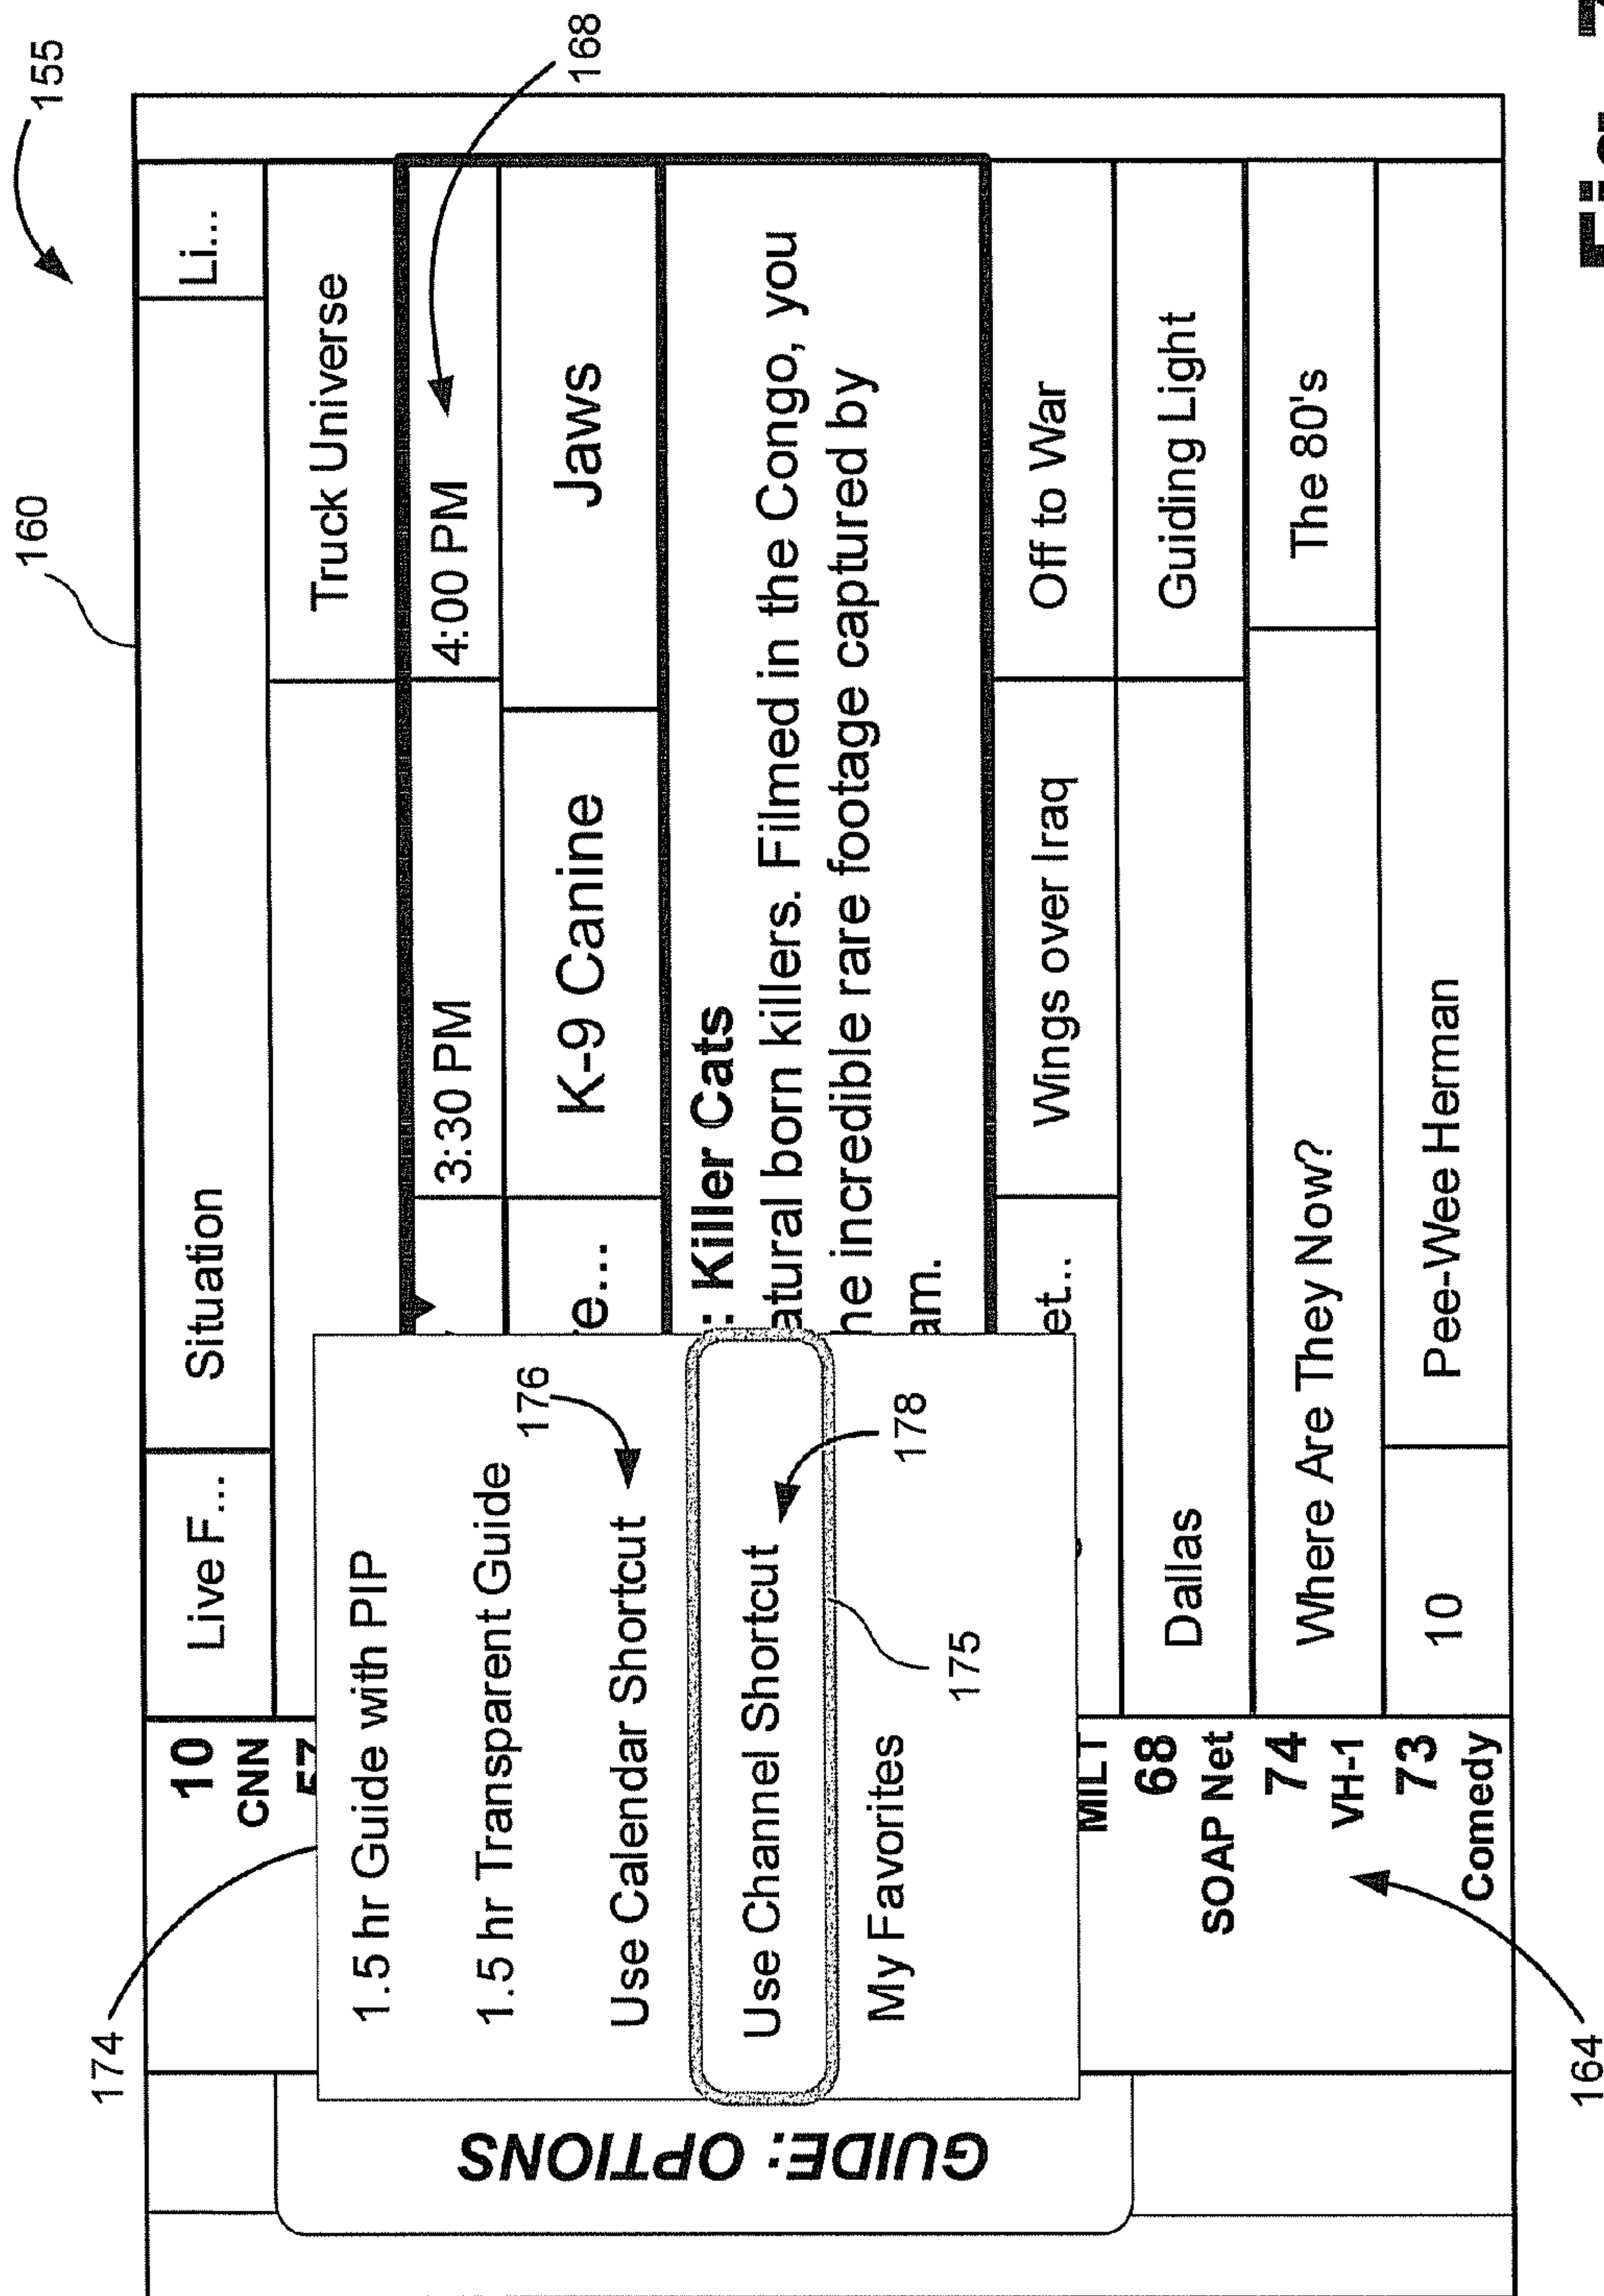 155
160
Live F...
Situation
Li...
10
CNN
57
Truck Universe
174
1.5 hr Guide with PIP
1.5 hr Transparent Guide
Use Calendar Shortcut
176
Use Channel Shortcut
178
175
My Favorites
GUIDE: OPTIONS
3:30 PM
4:00 PM
168
e...
K-9 Canine
Jaws
: Killer Cats
atural born killers. Filmed in the Congo, you
he incredible rare footage captured by
am.
MILT
et...
Wings over Iraq
Off to War
68
SOAP Net
Dallas
Guiding Light
74
VH-1
Where Are They Now?
The 80's
73
Comedy
10
Pee-Wee Herman
164